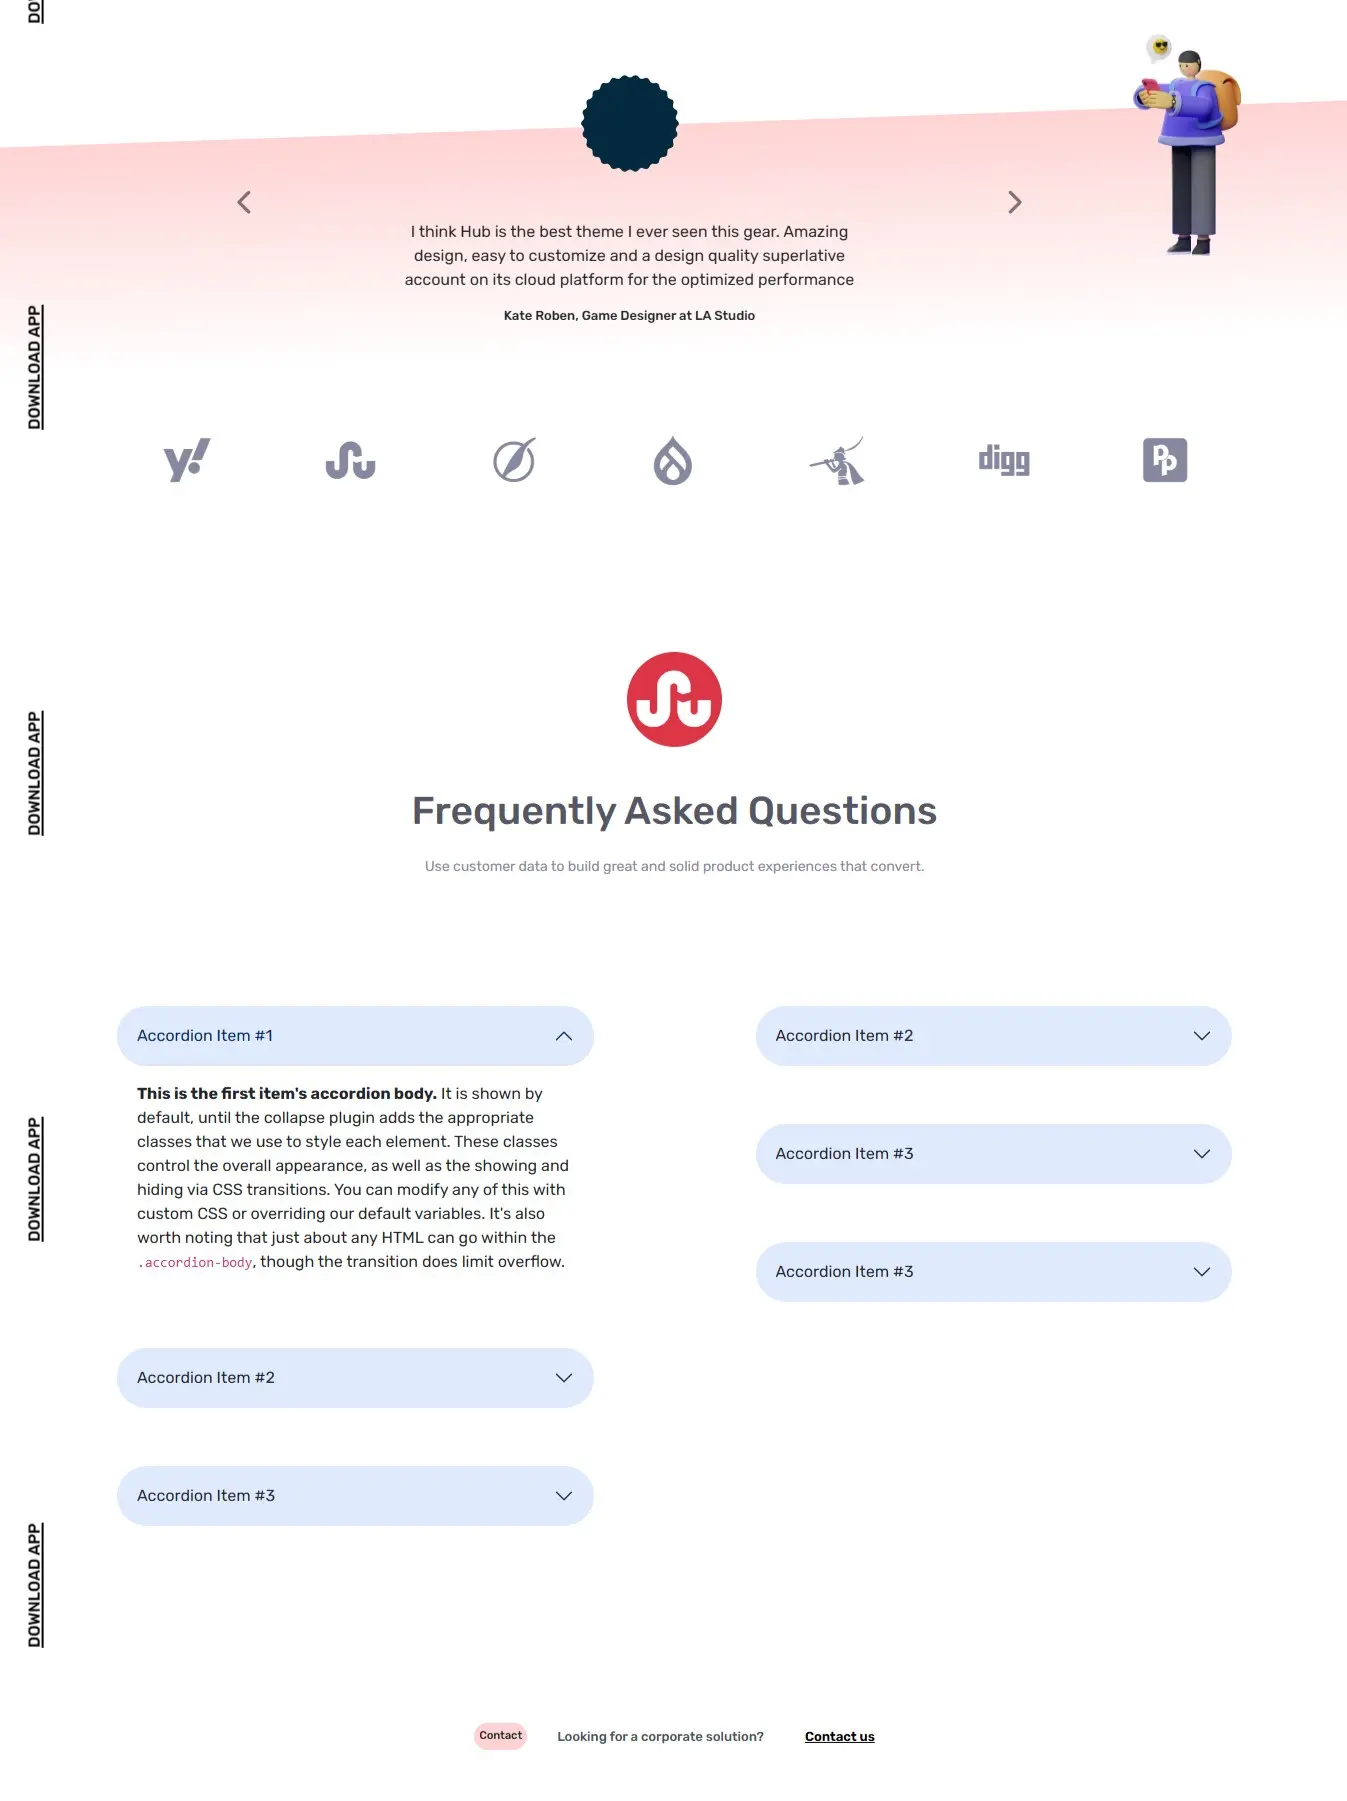 I think Hub is the best theme I ever seen this gear. Amazing
design, easy to customize and a design quality superlative
account on its cloud platform for the optimized performance
Kate Roben, Game Designer at LA Studio
DOWNLOAD APP
y!
digg
pp
DOWNLOAD APP
Frequently Asked Questions
Use customer data to build great and solid product experiences that convert.
Accordion Item #1
This is the first item's accordion body. It is shown by
default, until the collapse plugin adds the appropriate
classes that we use to style each element. These classes
control the overall appearance, as well as the showing and
hiding via CSS transitions. You can modify any of this with
custom CSS or overriding our default variables. It's also
worth noting that just about any HTML can go within the
.accordion-body, though the transition does limit overflow.
Accordion Item #2
Accordion Item #3
Accordion Item #2
Accordion Item #3
Accordion Item #3
DOWNLOAD APP
DOWNLOAD APP
Contact
Looking for a corporate solution?
Contact us